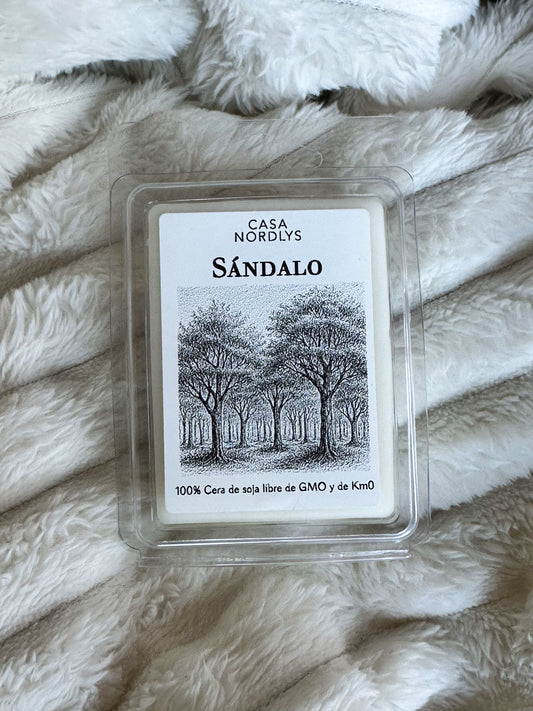 CASA
NORDLYS
SÁNDALO
100% Cera de soja libre de GMO y de Km0